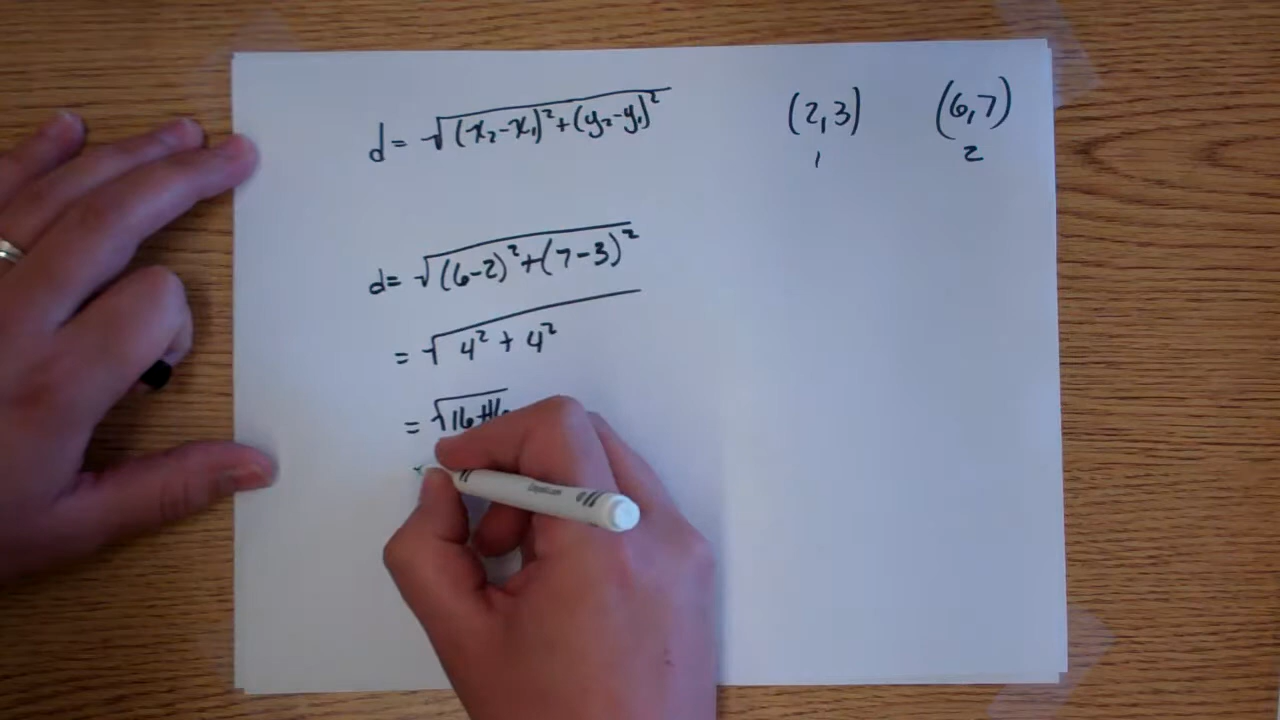 d = √(x₂-x₁)²+(y₂-y₁)²
(2,3) (6,7)
1 2
d= √(6-2)²+(7-3)²
= √4² + 4²
= √16+16